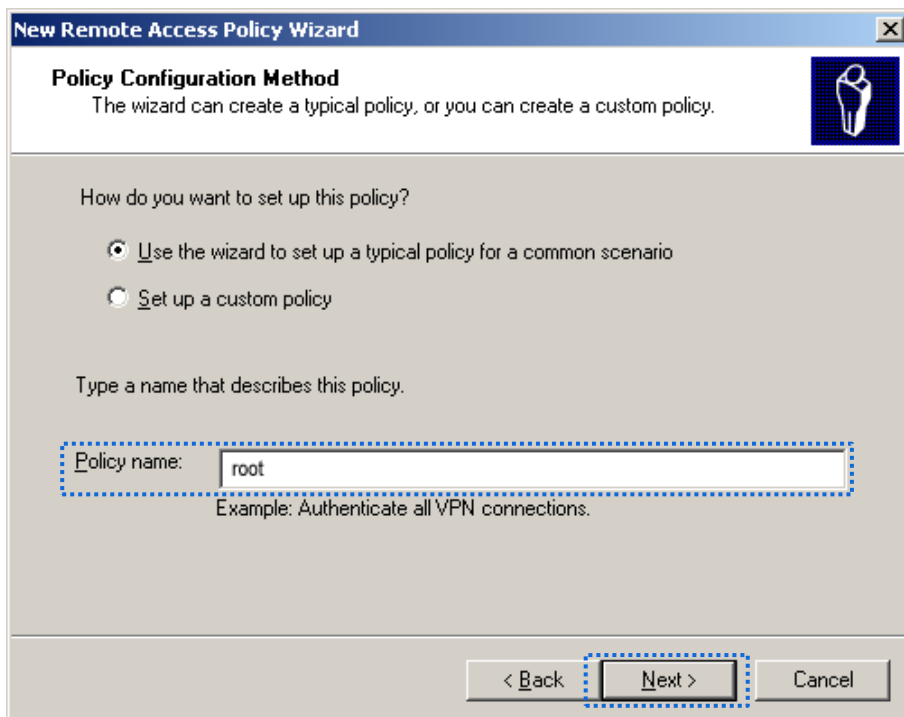 New Remote Access Policy Wizard
Policy Configuration Method
The wizard can create a typical policy, or you can create a custom policy.
How do you want to set up this policy?
Use the wizard to set up a typical policy for a common scenario
Set up a custom policy
Type a name that describes this policy.
Policy name: root
Example: Authenticate all VPN connections.
< Back Next > Cancel